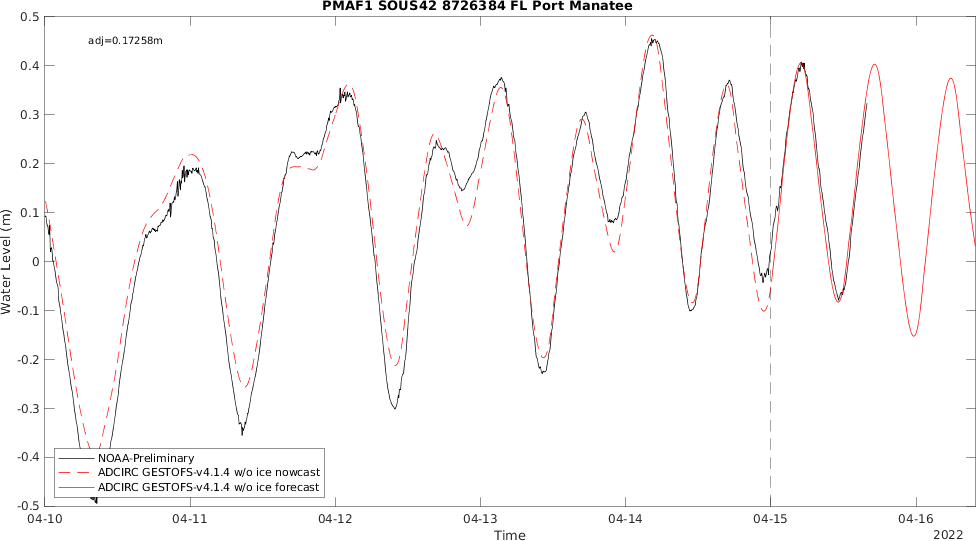 PMAF1 SOUS42 8726384 FL Port Manatee
adj=0.17258m
Water Level (m)
0.5
0.4
0.3
0.2
0.1
0
-0.1
-0.2
-0.3
-0.4
-0.5
NOAA-Preliminary
ADCIRC GESTOFS-v4.1.4 w/o ice nowcast
ADCIRC GESTOFS-v4.1.4 w/o ice forecast
04-10 04-11 04-12 04-13 04-14 04-15 04-16
Time
2022